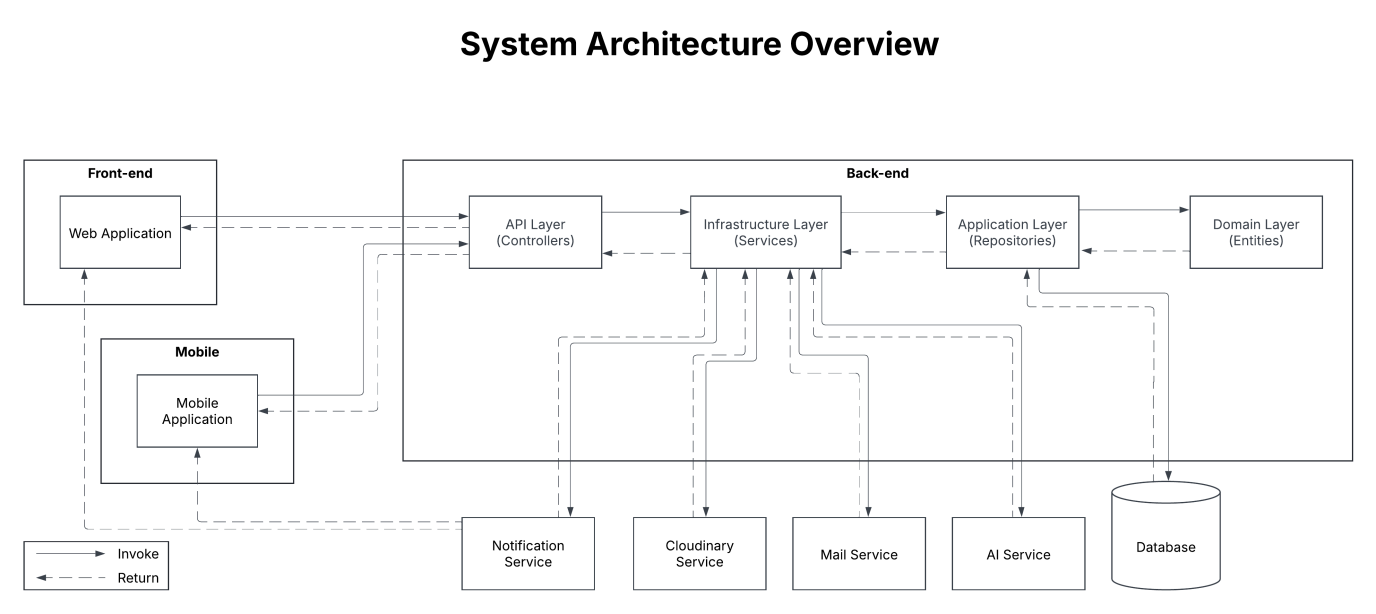 System Architecture Overview
Front-end
Web Application
Back-end
API Layer
(Controllers)
Infrastructure Layer
(Services)
Application Layer
(Repositories)
Domain Layer
(Entities)
Mobile
Mobile
Application
Notification
Service
Cloudinary
Service
Mail Service
AI Service
Database
Invoke
Return